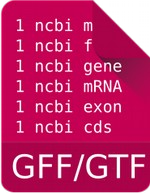 1 ncbi m
1 ncbi f
1 ncbi gene
1 ncbi mRNA
1 ncbi exon
1 ncbi cds
GFF/GTF